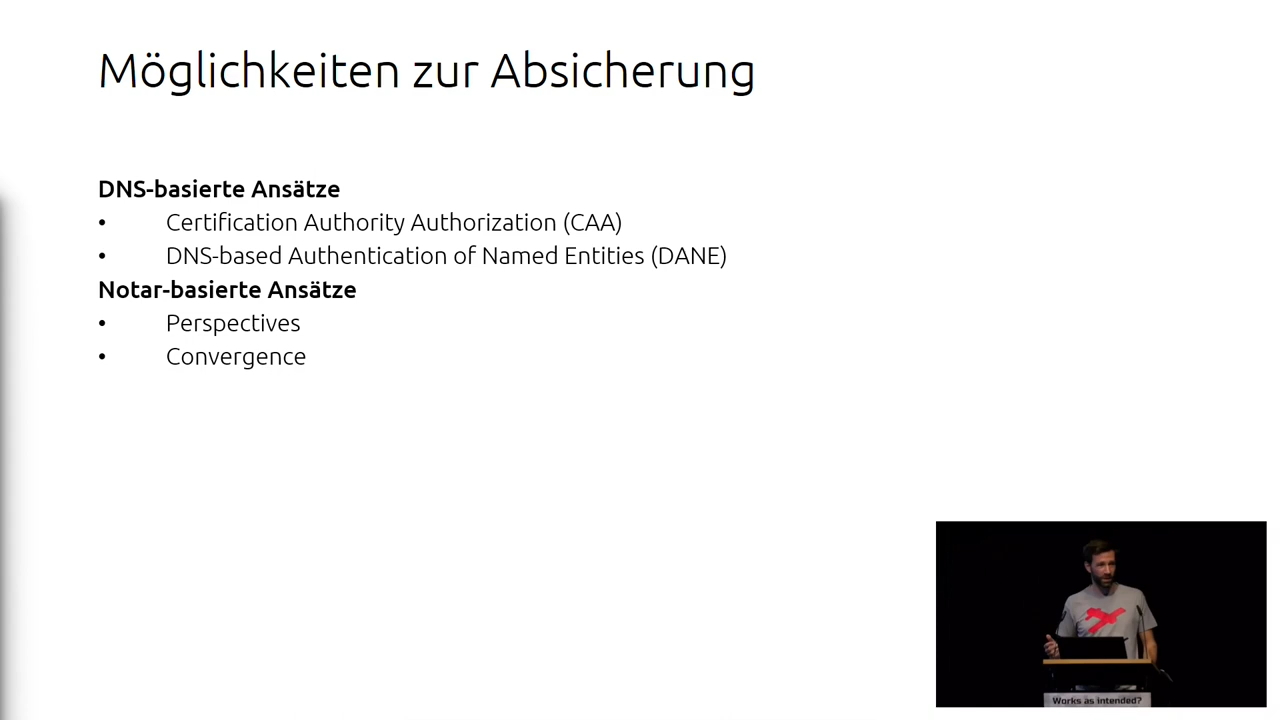 Möglichkeiten zur Absicherung
DNS-basierte Ansätze
• Certification Authority Authorization (CAA)
• DNS-based Authentication of Named Entities (DANE)
Notar-basierte Ansätze
• Perspectives
• Convergence
Works as intended?